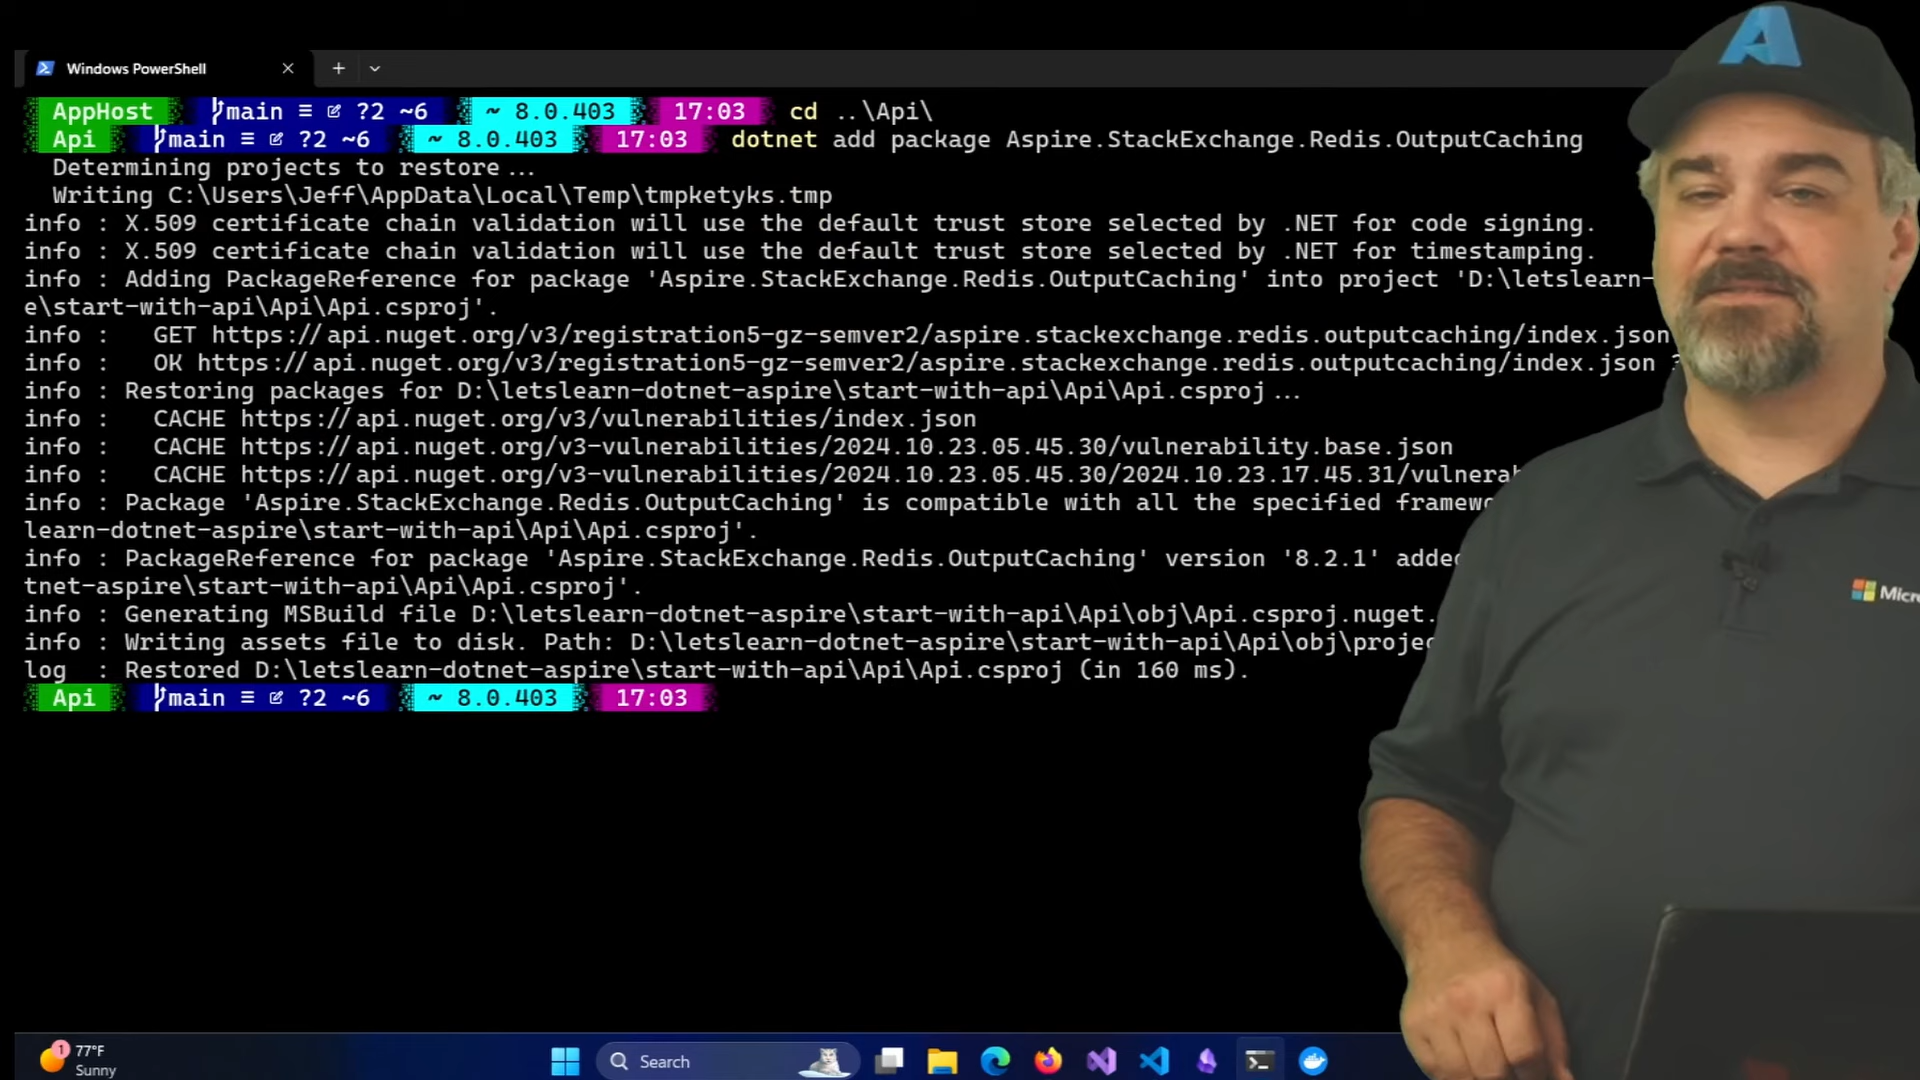 Windows PowerShell
AppHost main ≡ ?2 ~6 ~ 8.0.403 17:03 cd ..\Api\
Api main ≡ ?2 ~6 ~ 8.0.403 17:03 dotnet add package Aspire.StackExchange.Redis.OutputCaching
Determining projects to restore...
Writing C:\Users\Jeff\AppData\Local\Temp\tmpketyks.tmp
info : X.509 certificate chain validation will use the default trust store selected by .NET for code signing.
info : X.509 certificate chain validation will use the default trust store selected by .NET for timestamping.
info : Adding PackageReference for package 'Aspire.StackExchange.Redis.OutputCaching' into project 'D:\letslearn-
e\start-with-api\Api\Api.csproj'.
info : GET https://api.nuget.org/v3/registration5-gz-semver2/aspire.stackexchange.redis.outputcaching/index.json
info : OK https://api.nuget.org/v3/registration5-gz-semver2/aspire.stackexchange.redis.outputcaching/index.json
info : Restoring packages for D:\letslearn-dotnet-aspire\start-with-api\Api\Api.csproj...
info : CACHE https://api.nuget.org/v3/vulnerabilities/index.json
info : CACHE https://api.nuget.org/v3-vulnerabilities/2024.10.23.05.45.30/vulnerability.base.json
info : CACHE https://api.nuget.org/v3-vulnerabilities/2024.10.23.05.45.30/2024.10.23.17.45.31/vulnerab
info : Package 'Aspire.StackExchange.Redis.OutputCaching' is compatible with all the specified framewo
learn-dotnet-aspire\start-with-api\Api\Api.csproj'.
info : PackageReference for package 'Aspire.StackExchange.Redis.OutputCaching' version '8.2.1' added
tnet-aspire\start-with-api\Api\Api.csproj'.
info : Generating MSBuild file D:\letslearn-dotnet-aspire\start-with-api\Api\obj\Api.csproj.nuget.
info : Writing assets file to disk. Path: D:\letslearn-dotnet-aspire\start-with-api\Api\obj\projec
log : Restored D:\letslearn-dotnet-aspire\start-with-api\Api\Api.csproj (in 160 ms).
Api main ≡ ?2 ~6 ~ 8.0.403 17:03
Micro
1
77°F
Sunny
Search